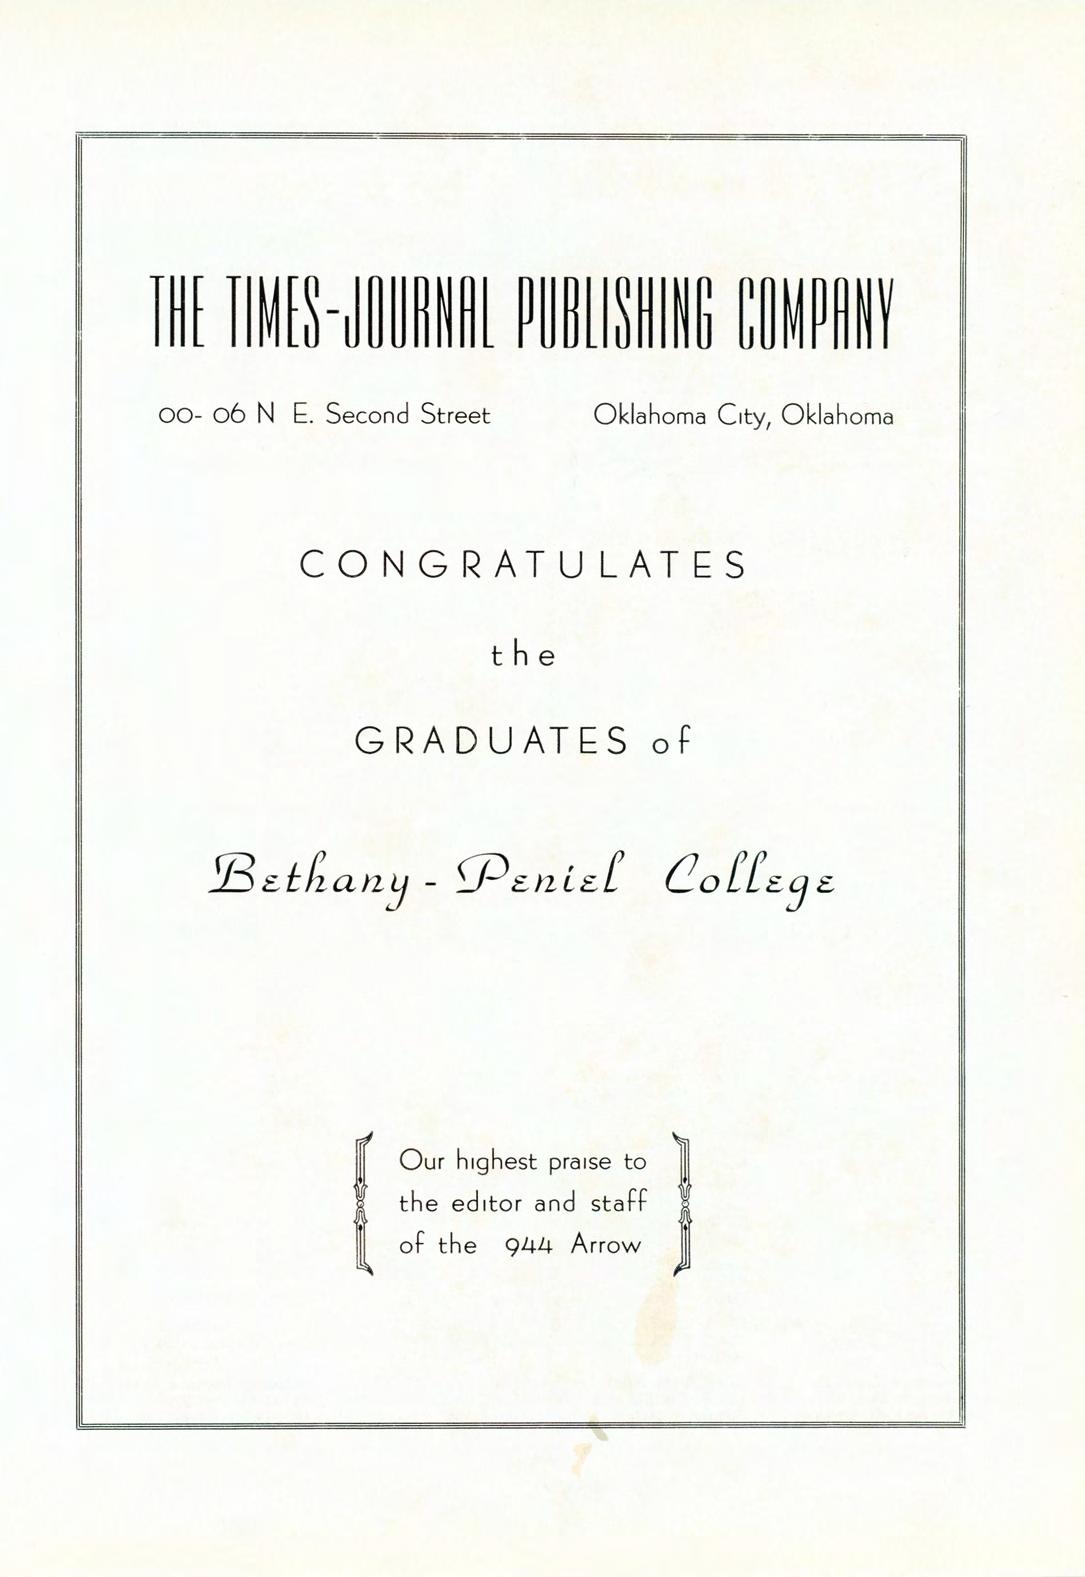 THE TIMES-JOURNAL PUBLISHING COMPANY
00- 06 N E. Second Street Oklahoma City, Oklahoma
CONGRATULATES
the
GRADUATES of
Bethany - Peniel College
Our highest praise to
the editor and staff
of the 944 Arrow